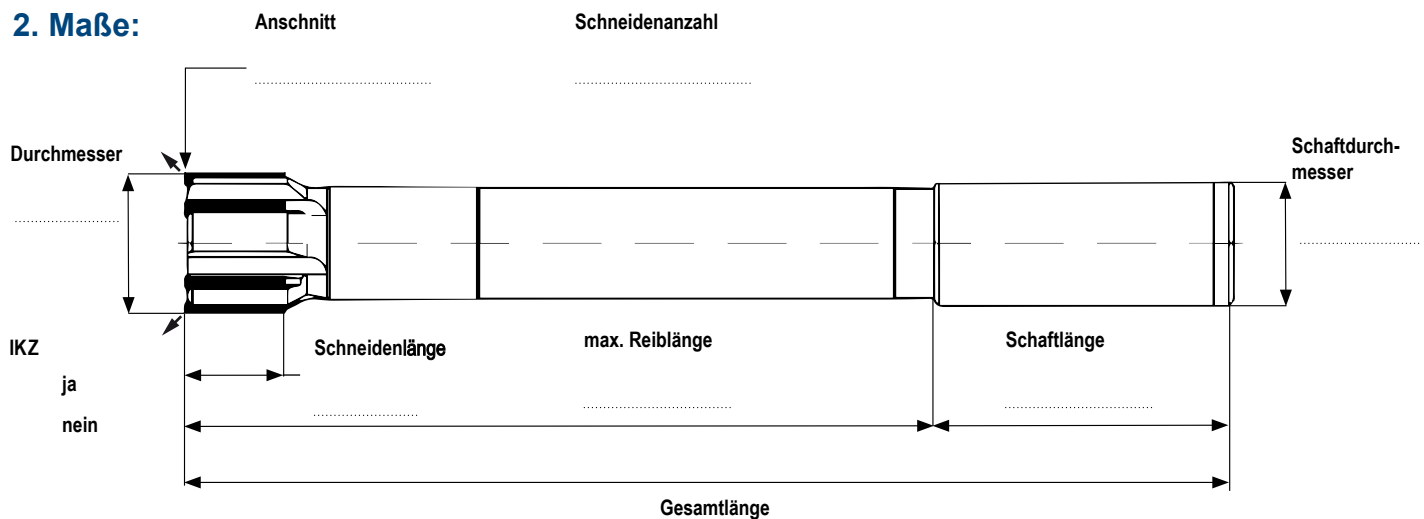 2. Maße:
Anschnitt
Schneidenanzahl
Durchmesser
Schaftdurch-
messer
IKZ
ja
nein
Schneidenlänge
max. Reiblänge
Schaftlänge
Gesamtlänge